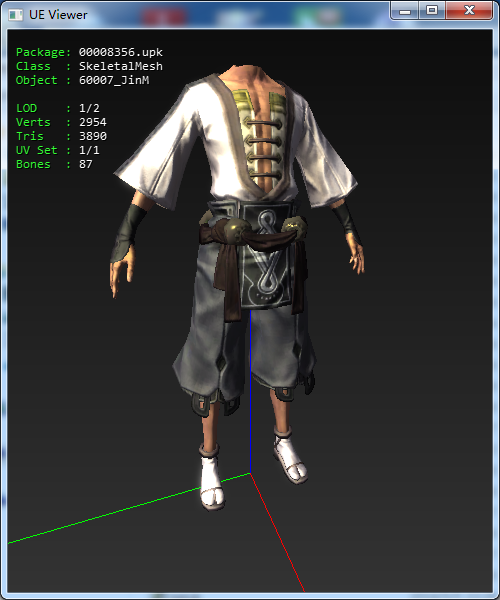 UE Viewer
Package: 00008356.upk
Class  : SkeletalMesh
Object : 60007_JinM
LOD    : 1/2
Verts  : 2954
Tris   : 3890
UV Set : 1/1
Bones  : 87